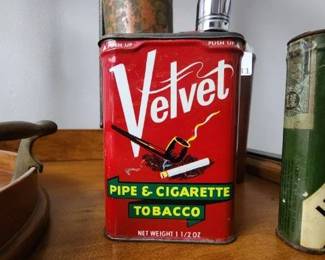 PUSH UP
PUSH UP
Velvet
PIPE & CIGARETTE
TOBACCO
NET WEIGHT 1 1/2 OZ